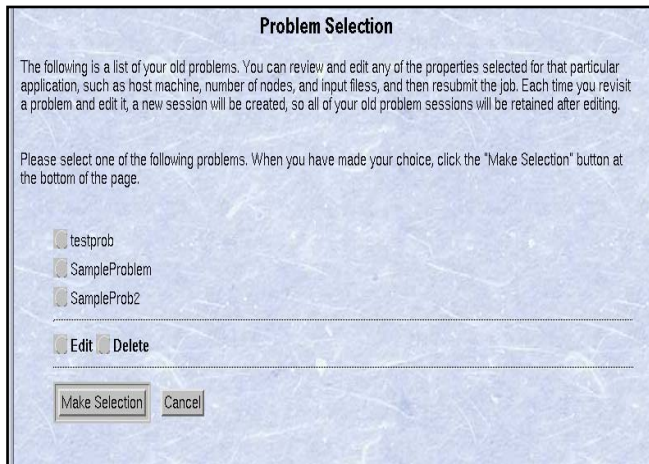 Problem Selection
The following is a list of your old problems. You can review and edit any of the properties selected for that particular
application, such as host machine, number of nodes, and input filess, and then resubmit the job. Each time you revisit
a problem and edit it, a new session will be created, so all of your old problem sessions will be retained after editing.
Please select one of the following problems. When you have made your choice, click the "Make Selection" button at
the bottom of the page.
testprob
SampleProblem
SampleProb2
Edit Delete
Make Selection Cancel